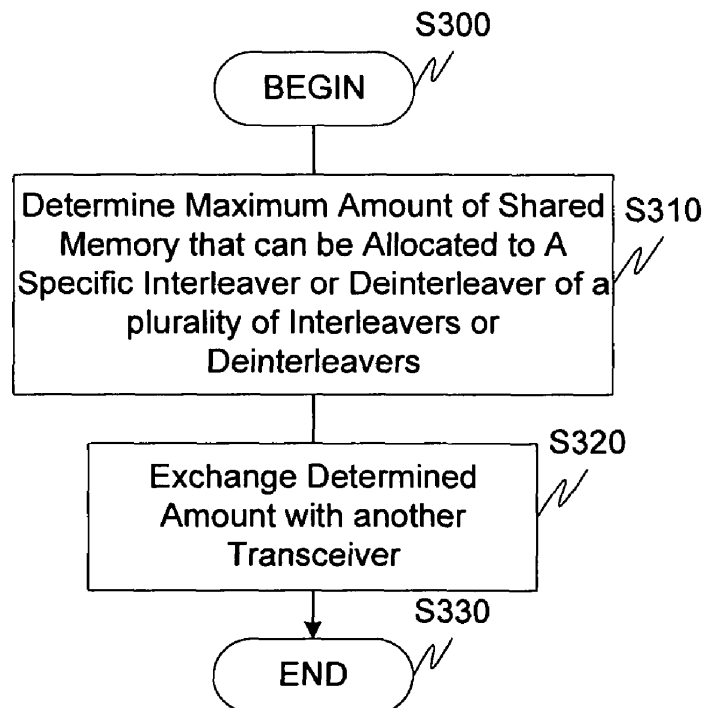 S300
BEGIN
Determine Maximum Amount of Shared
S310
Memory that can be Allocated to A
Specific Interleaver or Deinterleaver of a
plurality of Interleavers or
Deinterleavers
S320
Exchange Determined
Amount with another
Transceiver
S330
END